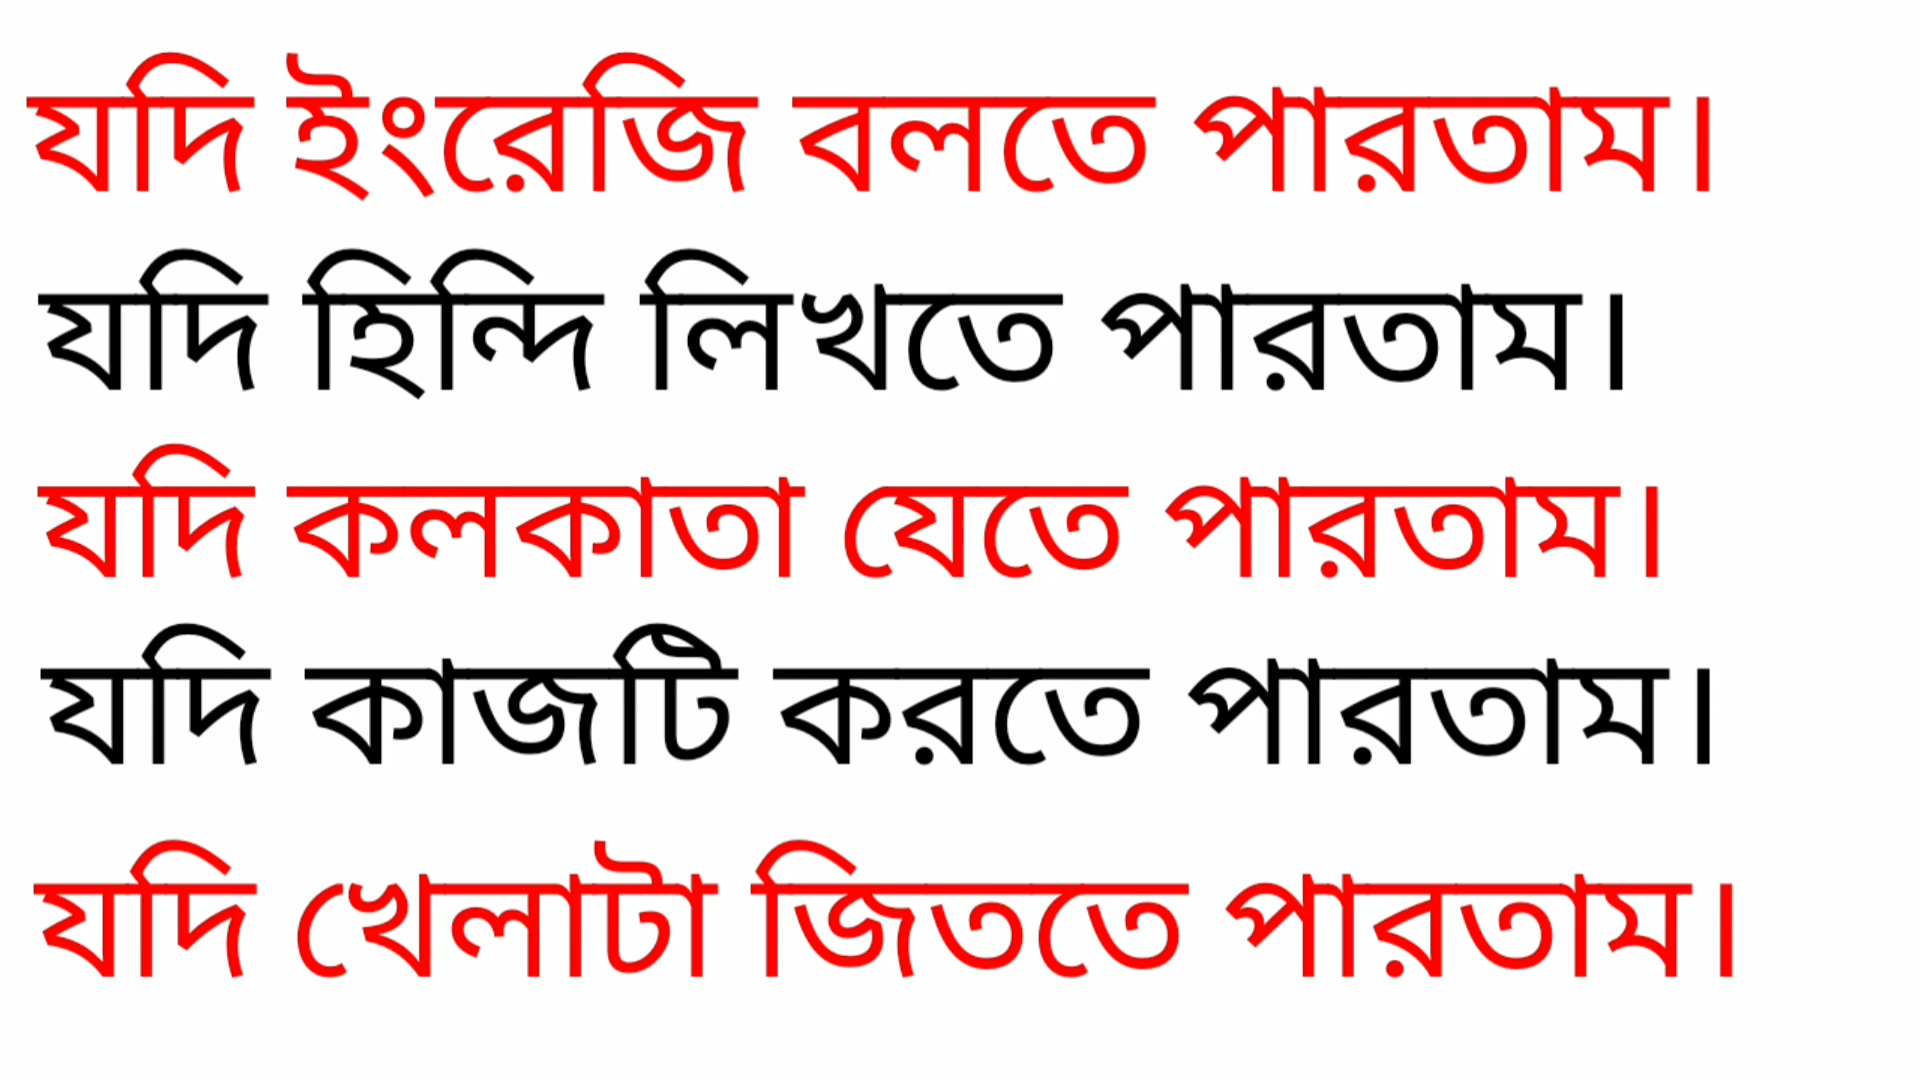 যদি ইংরেজি বলতে পারতাম।
যদি হিন্দি লিখতে পারতাম।
যদি কলকাতা যেতে পারতাম।
যদি কাজটি করতে পারতাম।
যদি খেলাটা জিততে পারতাম।